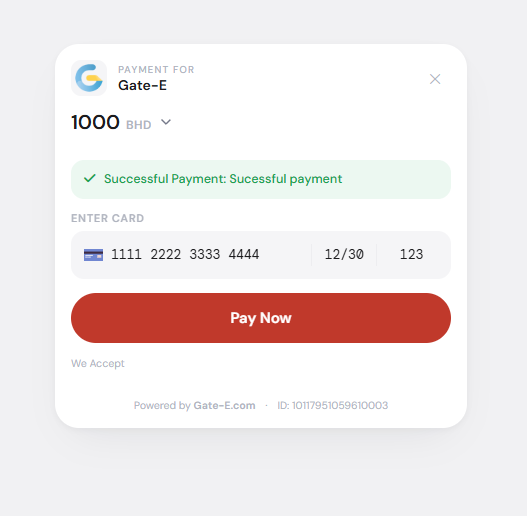 PAYMENT FOR
Gate-E
1000 BHD
Successful Payment: Sucessful payment
ENTER CARD
1111 2222 3333 4444 12/30 123
Pay Now
We Accept
Powered by Gate-E.com · ID: 10117951059610003